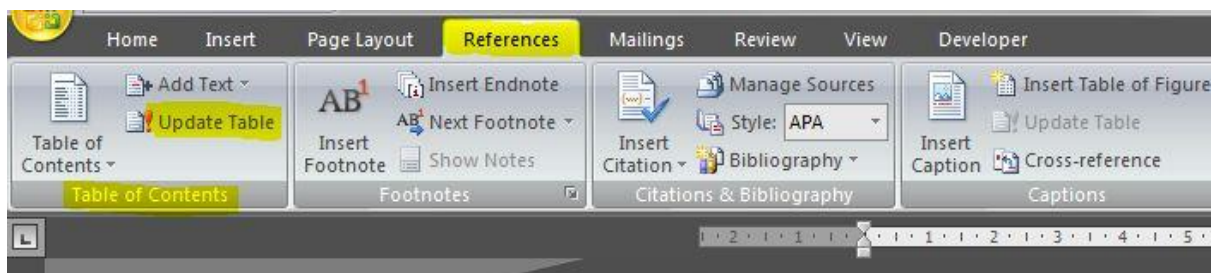 Home Insert Page Layout References Mailings Review View Developer
Add Text
Update Table
Table of
Contents
Table of Contents
AB1
Insert
Footnote
Insert Endnote
AB1 Next Footnote
Show Notes
Footnotes
Insert
Citation
Manage Sources
Style: APA
Bibliography
Citations & Bibliography
Insert
Caption
Insert Table of Figure
Update Table
Cross-reference
Captions
L
2 1 1 2 3 4 5